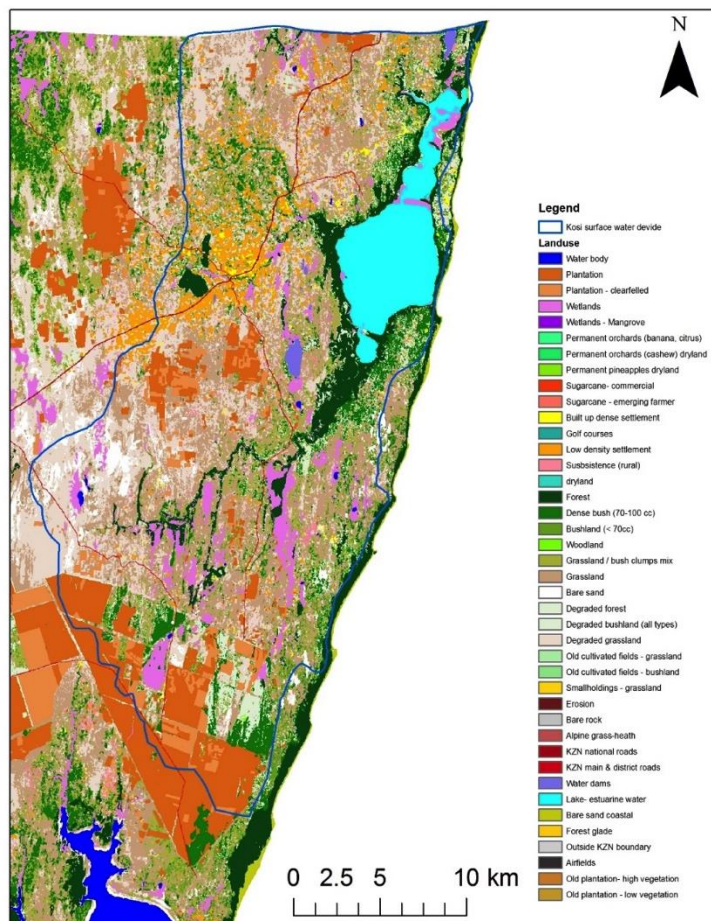 N
Legend
Kosi surface water devide
Landuse
Water body
Plantation
Plantation - clearfelled
Wetlands
Wetlands - Mangrove
Permanent orchards (banana, citrus)
Permanent orchards (cashew) dryland
Permanent pineapples dryland
Sugarcane- commercial
Sugarcane - emerging farmer
Built up dense settlement
Golf courses
Low density settlement
Susbsistence (rural)
dryland
Forest
Dense bush (70-100 cc)
Bushland (< 70cc)
Woodland
Grassland / bush clumps mix
Grassland
Bare sand
Degraded forest
Degraded bushland (all types)
Degraded grassland
Old cultivated fields - grassland
Old cultivated fields - bushland
Smallholdings - grassland
Erosion
Bare rock
Alpine grass-heath
KZN national roads
KZN main & district roads
Water dams
Lake- estuarine water
Bare sand coastal
Forest glade
Outside KZN boundary
Airfields
Old plantation- high vegetation
Old plantation - low vegetation
0 2.5 5 10 km